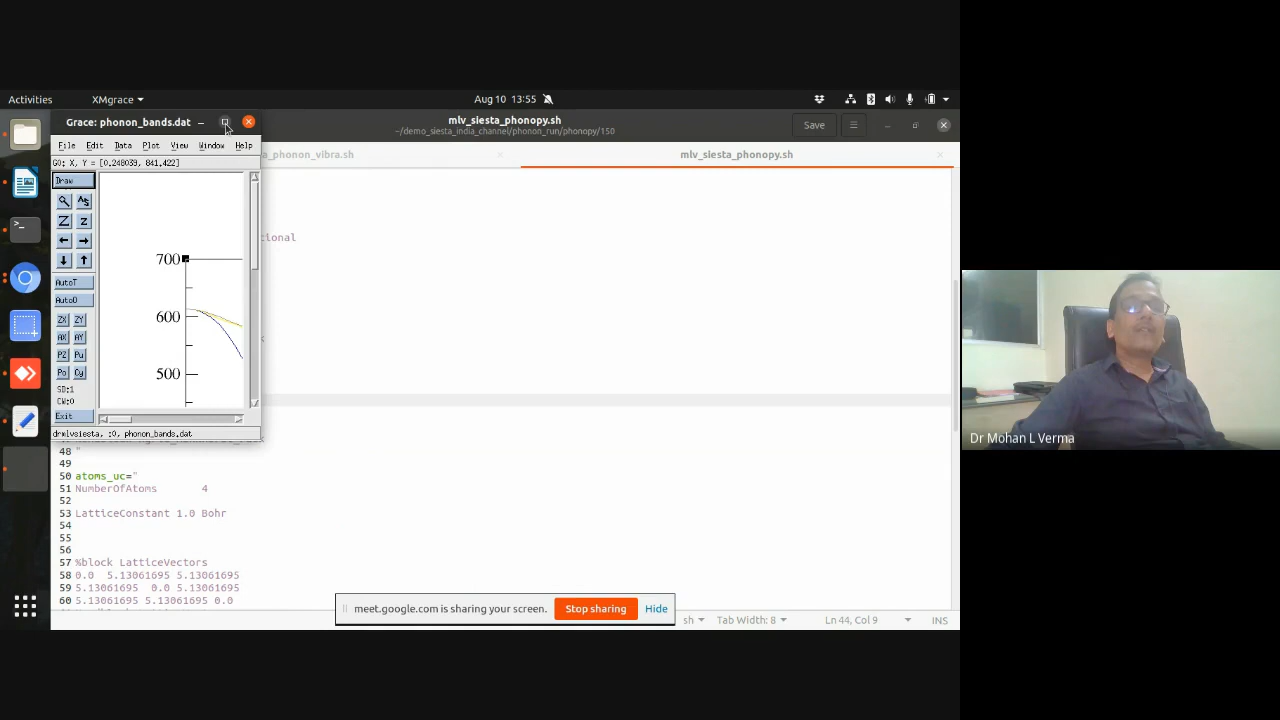 Activities
XMgrace
Aug 10 13:55
Grace: phonon_bands.dat
mlv_siesta_phonopy.sh
~/demo_siesta_india_channel/phonon_run/phonopy/150
Save
File Edit Data Plot View Window Help
a_phonon_vibra.sh
mlv_siesta_phonopy.sh
G0: X, Y = [0.248039, 841.422]
Draw
Z z
AutoT
AutoO
ZX ZY
AX AY
PZ Pu
Po Cy
SD:1
CW:0
Exit
700
600
500
tional
drmlvsiesta, :0, phonon_bands.dat
48 "
49
50 atoms_uc="
51 NumberOfAtoms 4
52
53 LatticeConstant 1.0 Bohr
54
55
56
57 %block LatticeVectors
58 0.0 5.13061695 5.13061695
59 5.13061695 0.0 5.13061695
60 5.13061695 5.13061695 0.0
meet.google.com is sharing your screen.
Stop sharing
Hide
sh
Tab Width: 8
Ln 44, Col 9
INS
Dr Mohan L Verma